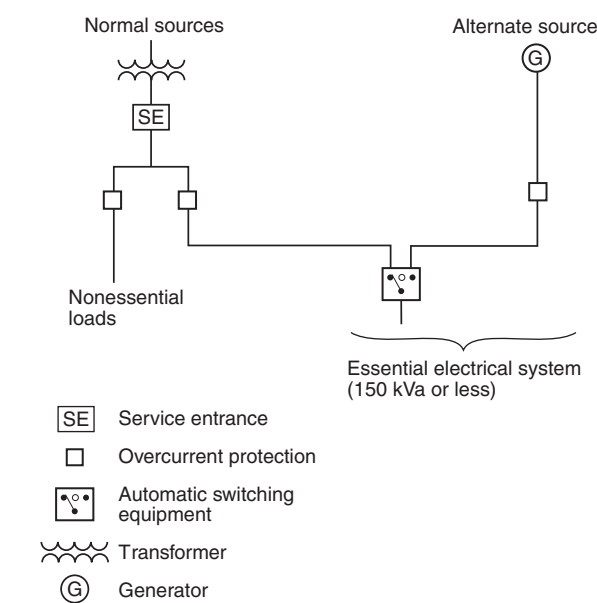 Normal sources
Alternate source
G
SE
Nonessential
loads
Essential electrical system
(150 kVa or less)
SE Service entrance
Overcurrent protection
Automatic switching
equipment
Transformer
G Generator